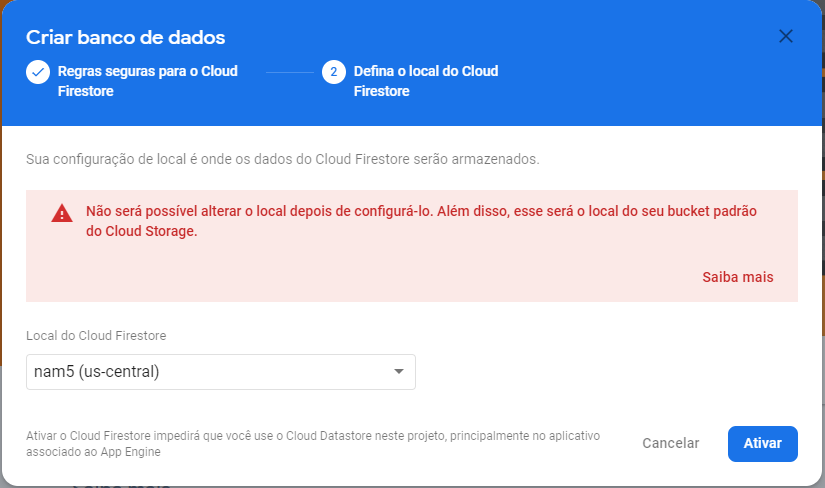 Criar banco de dados
Regras seguras para o Cloud
Firestore
2
Defina o local do Cloud
Firestore
Sua configuração de local é onde os dados do Cloud Firestore serão armazenados.
Não será possível alterar o local depois de configurá-lo. Além disso, esse será o local do seu bucket padrão
do Cloud Storage.
Saiba mais
Local do Cloud Firestore
nam5 (us-central)
Ativar o Cloud Firestore impedirá que você use o Cloud Datastore neste projeto, principalmente no aplicativo
associado ao App Engine
Cancelar
Ativar